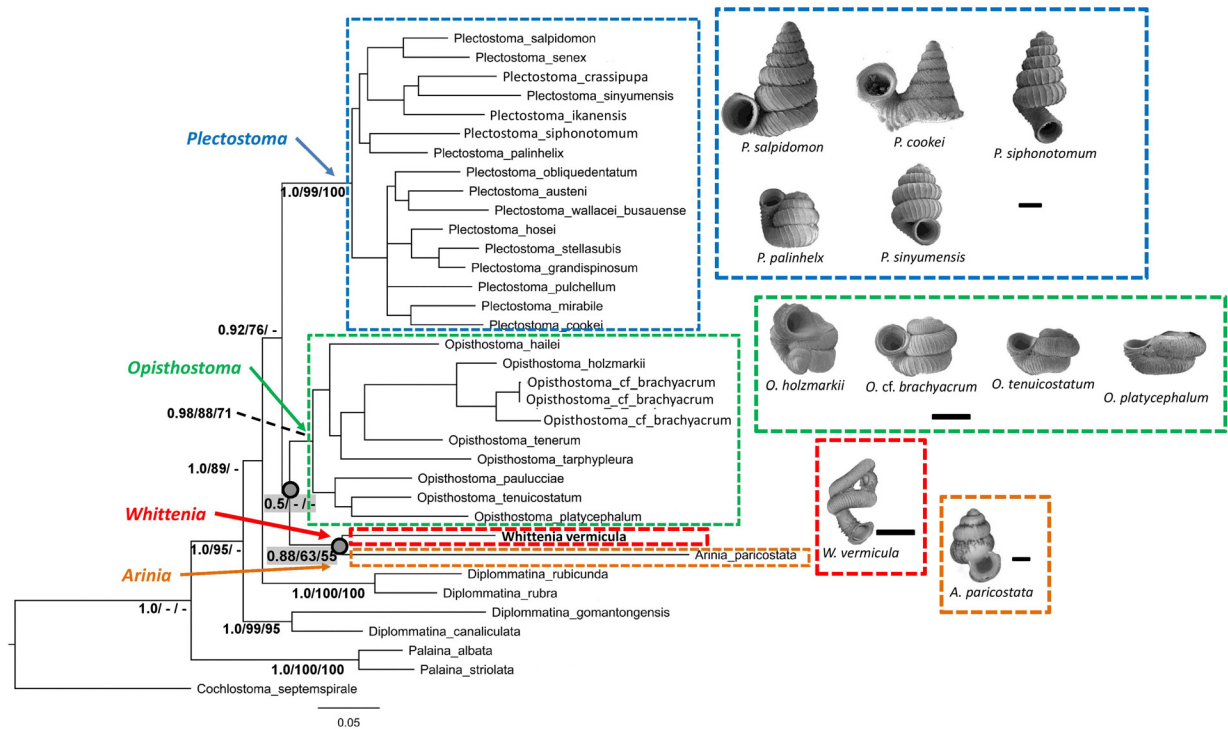 Plectostoma_salpidomon
Plectostoma_senex
Plectostoma_crassipupa
Plectostoma_sinyumensis
Plectostoma_ikanensis
Plectostoma_siphonotomum
Plectostoma_palinhelix
Plectostoma_obliquedentatum
Plectostoma_austeni
Plectostoma_wallacei_busauense
Plectostoma_hosei
Plectostoma_stellasubis
Plectostoma_grandispinosum
Plectostoma_pulchellum
Plectostoma_mirabile
Plectostoma_cookei
Opisthostoma_hailei
Opisthostoma_holzmarkii
Opisthostoma_cf_brachyacrum
Opisthostoma_cf_brachyacrum
Opisthostoma_cf_brachyacrum
Opisthostoma_tenerum
Opisthostoma_tarphypleura
Opisthostoma_paulucciae
Opisthostoma_tenuicostatum
Opisthostoma_platycephalum
Whittenia vermicula
Arinia_paricostata
Diplommatina_rubicunda
Diplommatina_rubra
Diplommatina_gomantongensis
Diplommatina_canaliculata
Palaina_albata
Palaina_striolata
Cochlostoma_septemspirale
Plectostoma
1.0/99/100
0.92/76/ -
Opisthostoma
0.98/88/71
1.0/89/ -
0.5/ - / -
Whittenia
1.0/95/ -
0.88/63/55
Arinia
1.0/100/100
1.0/ - / -
1.0/99/95
1.0/100/100
0.05
P. salpidomon
P. cookei
P. siphonotomum
P. palinhelx
P. sinyumensis
O. holzmarkii
O. cf. brachyacrum
O. tenuicostatum
O. platycephalum
W. vermicula
A. paricostata